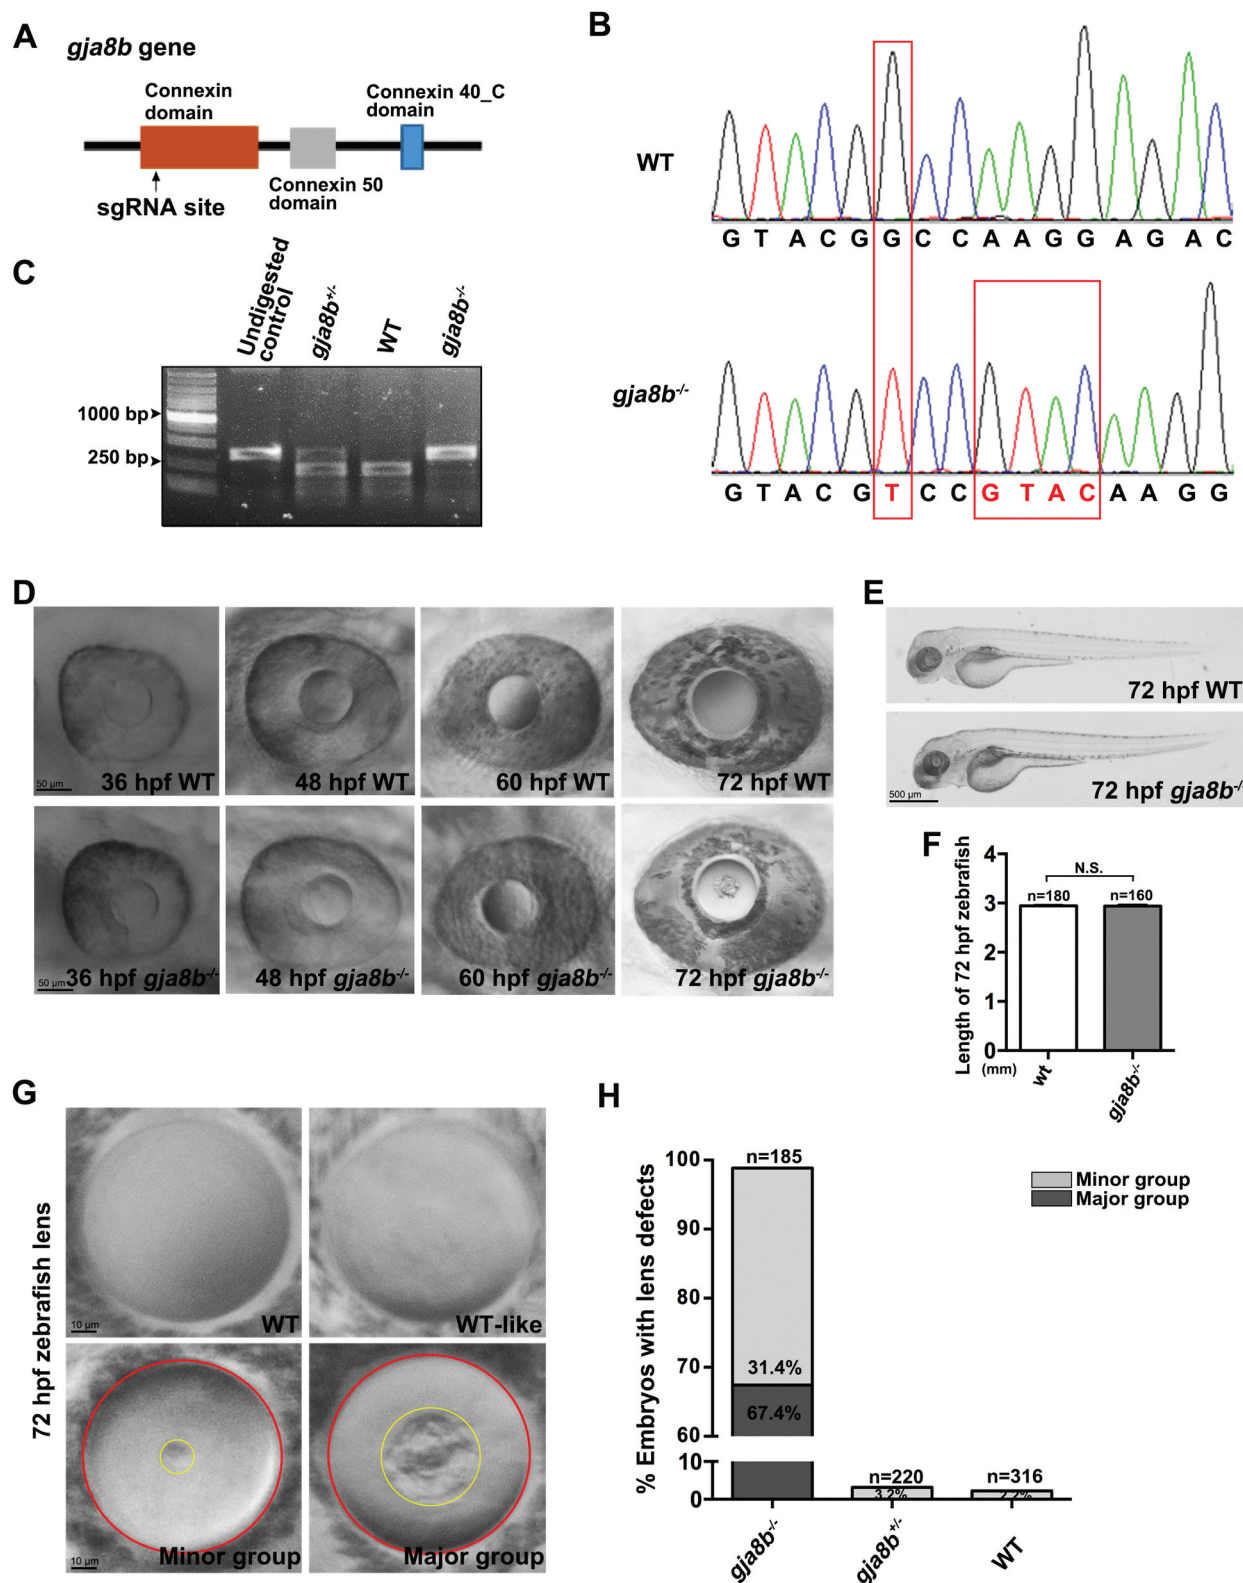 A
gja8b gene
Connexin
domain
Connexin 40_C
domain
Connexin 50
domain
sgRNA site
B
WT
G T A C G G C C A A G G A G A C
gja8b-/-
G T A C G T C C G T A C A A G G
C
Undigested
control
gja8b+/-
WT
gja8b-/-
1000 bp
250 bp
D
36 hpf WT
50 µm
48 hpf WT
60 hpf WT
72 hpf WT
36 hpf gja8b-/-
50 µm
48 hpf gja8b-/-
60 hpf gja8b-/-
72 hpf gja8b-/-
E
72 hpf WT
72 hpf gja8b-/-
500 µm
F
Length of 72 hpf zebrafish
(mm)
4
3
2
1
0
N.S.
n=180
n=160
wt
gja8b-/-
G
72 hpf zebrafish lens
WT
10 µm
WT-like
Minor group
10 µm
Major group
H
% Embryos with lens defects
100
90
80
70
60
10
0
n=185
31.4%
67.4%
n=220
3.2%
n=316
2.2%
gja8b-/-
gja8b+/-
WT
Minor group
Major group